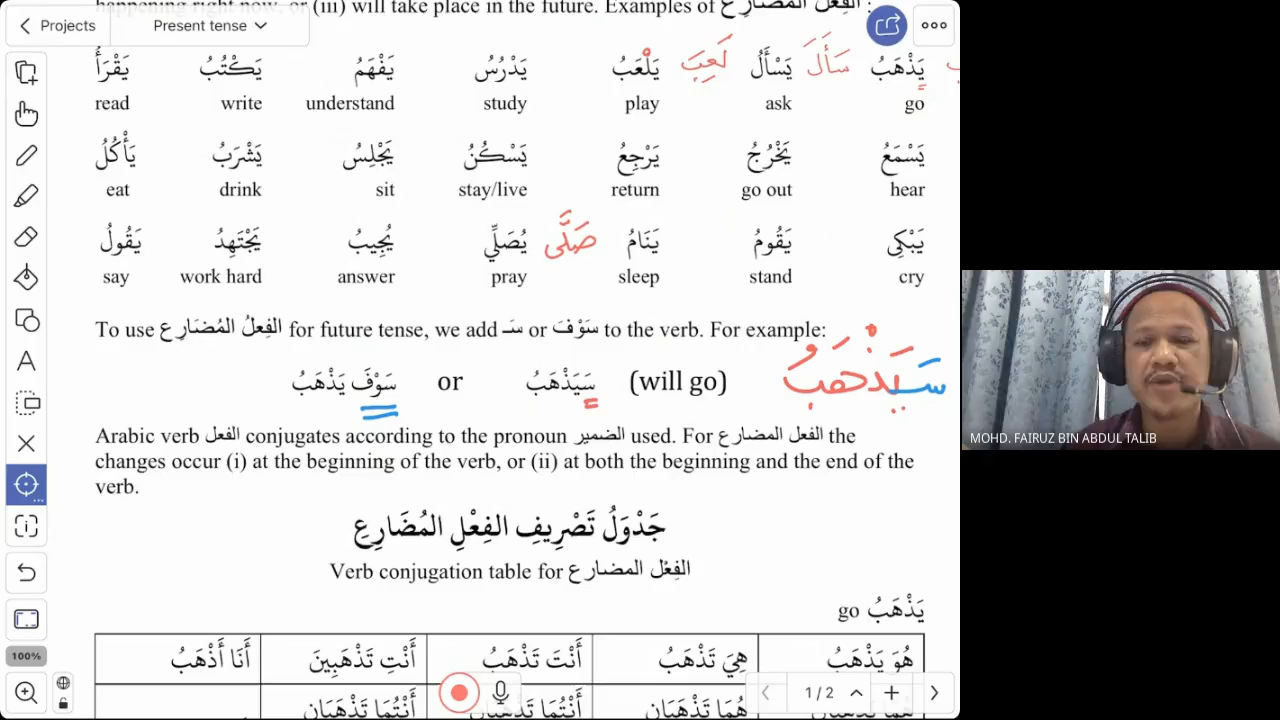 happening right now, or (iii) will take place in the future. Examples of الفِعْل المُضَارِع :
Projects
Present tense
يَذْهَبُ سَأَلَ يَسْأَلُ لَعِبَ يَلْعَبُ يَدْرُسُ يَفْهَمُ يَكْتُبُ يَقْرَأُ
read write understand study play ask go
يَسْمَعُ يَخْرُجُ يَرْجِعُ يَسْكُنُ يَجْلِسُ يَشْرَبُ يَأْكُلُ
eat drink sit stay/live return go out hear
يَبْكِى يَقُومُ يَنَامُ صَلَّى يُصَلِّي يُجِيبُ يَجْتَهِدُ يَقُولُ
say work hard answer pray sleep stand cry
To use الفِعْلُ المُضَارِع for future tense, we add سَـ or سَوْفَ to the verb. For example:
سَوْفَ يَذْهَبُ or سَيَذْهَبُ (will go) سَيَذْهَبُ
Arabic verb الفعل conjugates according to the pronoun الضمير used. For الفعل المضارع the
changes occur (i) at the beginning of the verb, or (ii) at both the beginning and the end of the
verb.
MOHD. FAIRUZ BIN ABDUL TALIB
جَدْوَلُ تَصْرِيفِ الفِعْلِ المُضَارِعِ
Verb conjugation table for الفِعْل المضارع
يَذْهَبُ go
هُوَ يَذْهَبُ هِيَ تَذْهَبُ أَنْتَ تَذْهَبُ أَنْتِ تَذْهَبِينَ أَنَا أَذْهَبُ
هُمَا تَذْهَبَانِ أَنْتُمَا تَذْهَبَانِ
100%
1/2